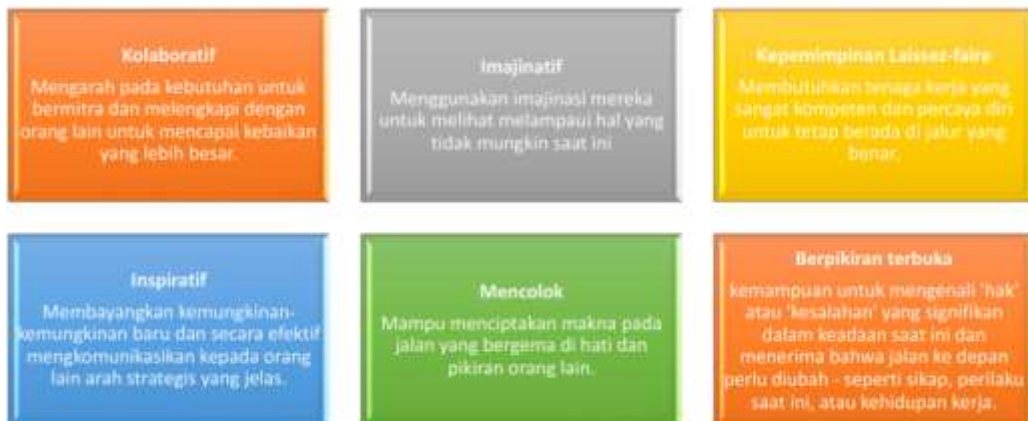 Kolaboratif
Mengarah pada kebutuhan untuk
bermitra dan melengkapi dengan
orang lain untuk mencapai kebaikan
yang lebih besar.
Imajinatif
Menggunakan imajinasi mereka
untuk melihat melampaui hal yang
tidak mungkin saat ini
Kepemimpinan Laissez-faire
Membutuhkan tenaga kerja yang
sangat kompeten dan percaya diri
untuk tetap berada di jalur yang
benar.
Inspiratif
Membayangkan kemungkinan-
kemungkinan baru dan secara efektif
mengkomunikasikan kepada orang
lain arah strategis yang jelas.
Mencolok
Mampu menciptakan makna pada
jalan yang bergema di hati dan
pikiran orang lain.
Berpikiran terbuka
kemampuan untuk mengenali 'hak'
atau 'kesalahan' yang signifikan
dalam keadaan saat ini dan
menerima bahwa jalan ke depan
perlu diubah - seperti sikap, perilaku
saat ini, atau kehidupan kerja.